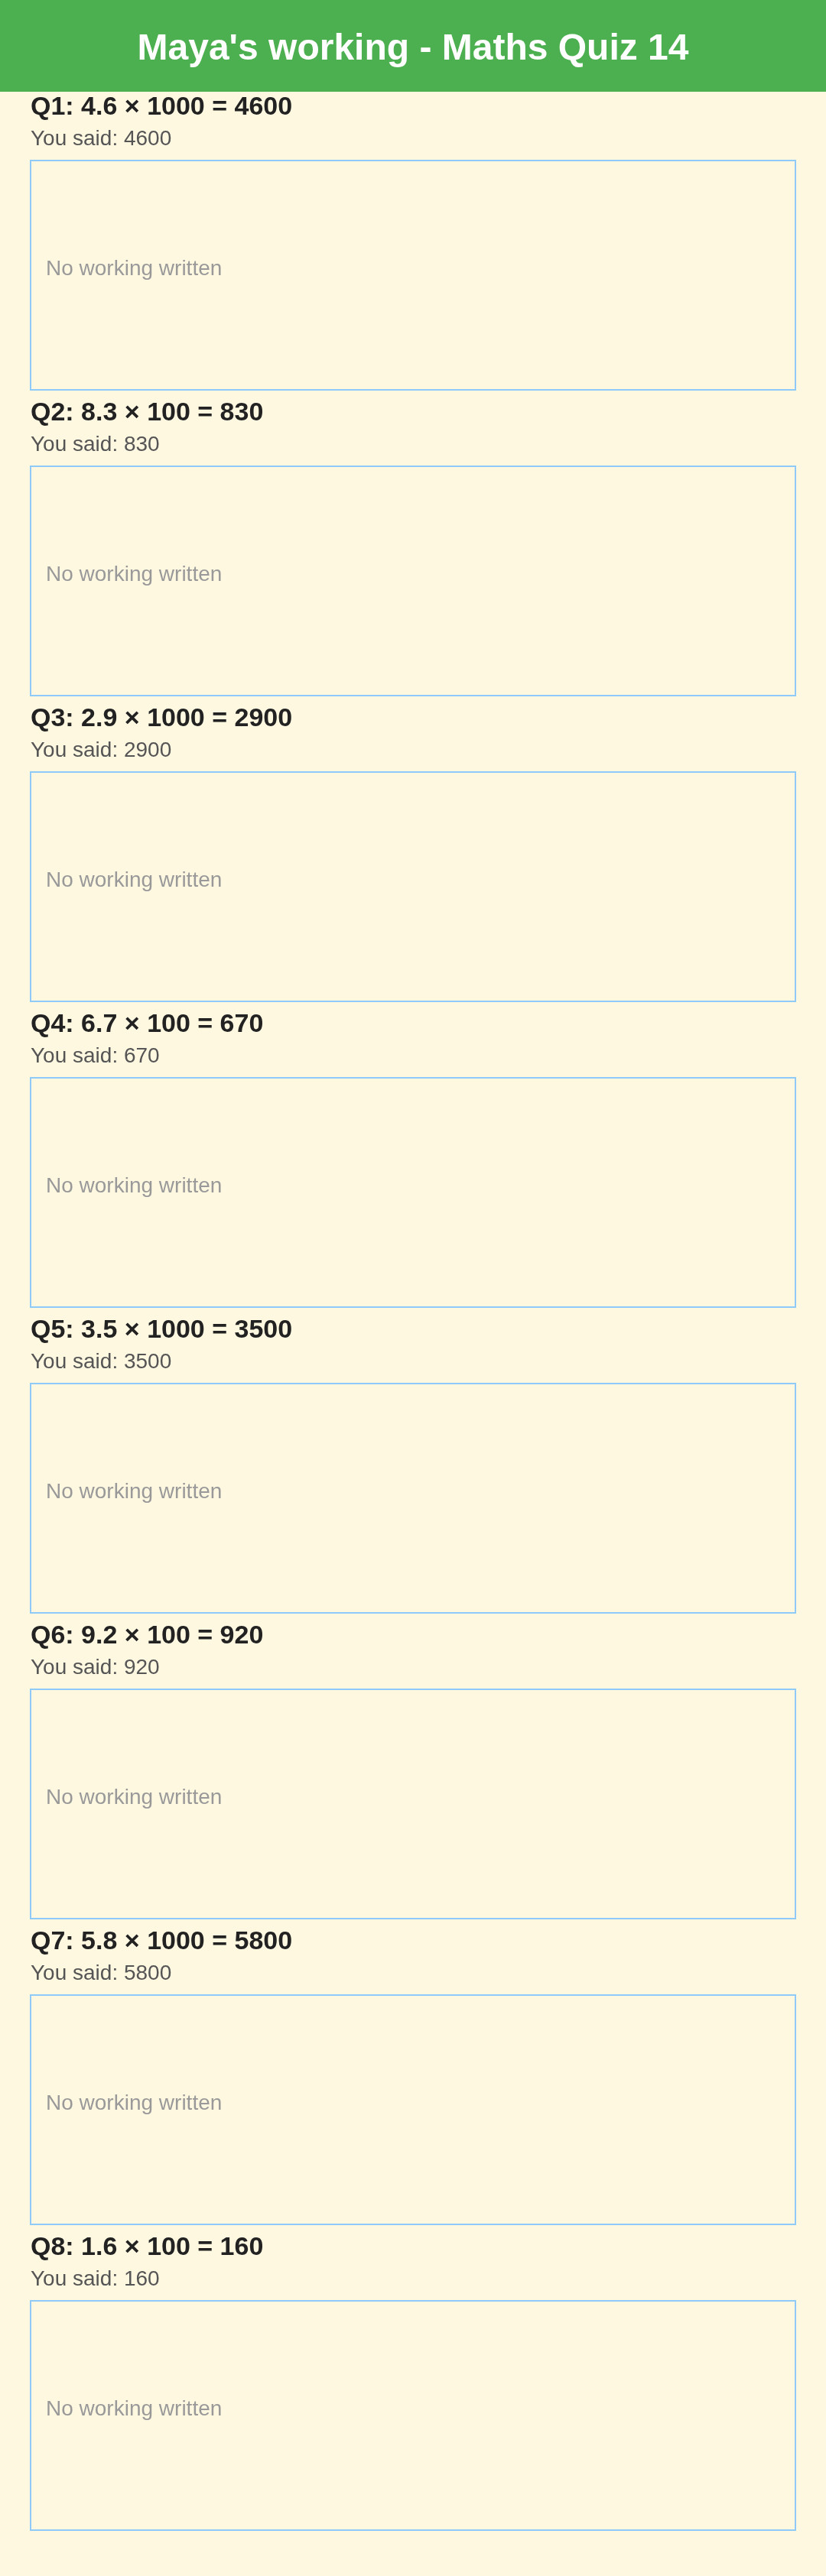 Maya's working - Maths Quiz 14
Q1: 4.6 × 1000 = 4600
You said: 4600
No working written
Q2: 8.3 × 100 = 830
You said: 830
No working written
Q3: 2.9 × 1000 = 2900
You said: 2900
No working written
Q4: 6.7 × 100 = 670
You said: 670
No working written
Q5: 3.5 × 1000 = 3500
You said: 3500
No working written
Q6: 9.2 × 100 = 920
You said: 920
No working written
Q7: 5.8 × 1000 = 5800
You said: 5800
No working written
Q8: 1.6 × 100 = 160
You said: 160
No working written